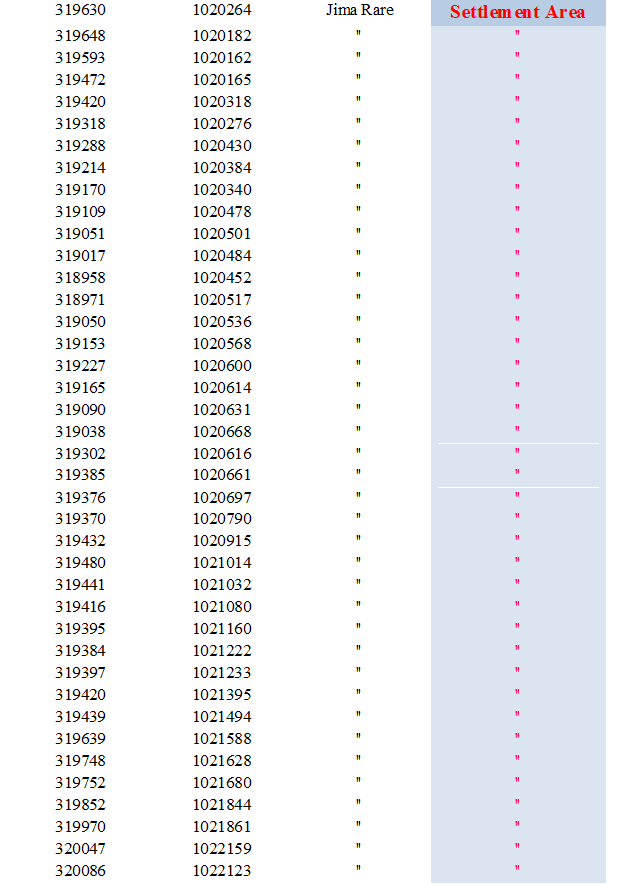 319630 1020264 Jima Rare Settlement Area
319648 1020182 " "
319593 1020162 " "
319472 1020165 " "
319420 1020318 " "
319318 1020276 " "
319288 1020430 " "
319214 1020384 " "
319170 1020340 " "
319109 1020478 " "
319051 1020501 " "
319017 1020484 " "
318958 1020452 " "
318971 1020517 " "
319050 1020536 " "
319153 1020568 " "
319227 1020600 " "
319165 1020614 " "
319090 1020631 " "
319038 1020668 " "
319302 1020616 " "
319385 1020661 " "
319376 1020697 " "
319370 1020790 " "
319432 1020915 " "
319480 1021014 " "
319441 1021032 " "
319416 1021080 " "
319395 1021160 " "
319384 1021222 " "
319397 1021233 " "
319420 1021395 " "
319439 1021494 " "
319639 1021588 " "
319748 1021628 " "
319752 1021680 " "
319852 1021844 " "
319970 1021861 " "
320047 1022159 " "
320086 1022123 " "